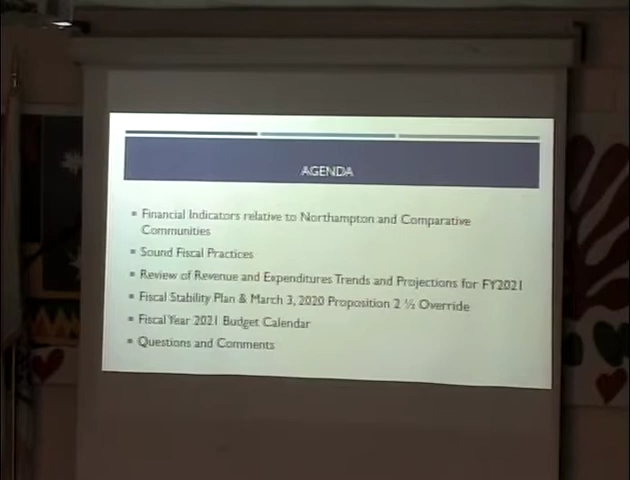 AGENDA
▪ Financial Indicators relative to Northampton and Comparative
Communities
▪ Sound Fiscal Practices
▪ Review of Revenue and Expenditures Trends and Projections for FY2021
▪ Fiscal Stability Plan & March 3, 2020 Proposition 2 ½ Override
▪ Fiscal Year 2021 Budget Calendar
▪ Questions and Comments